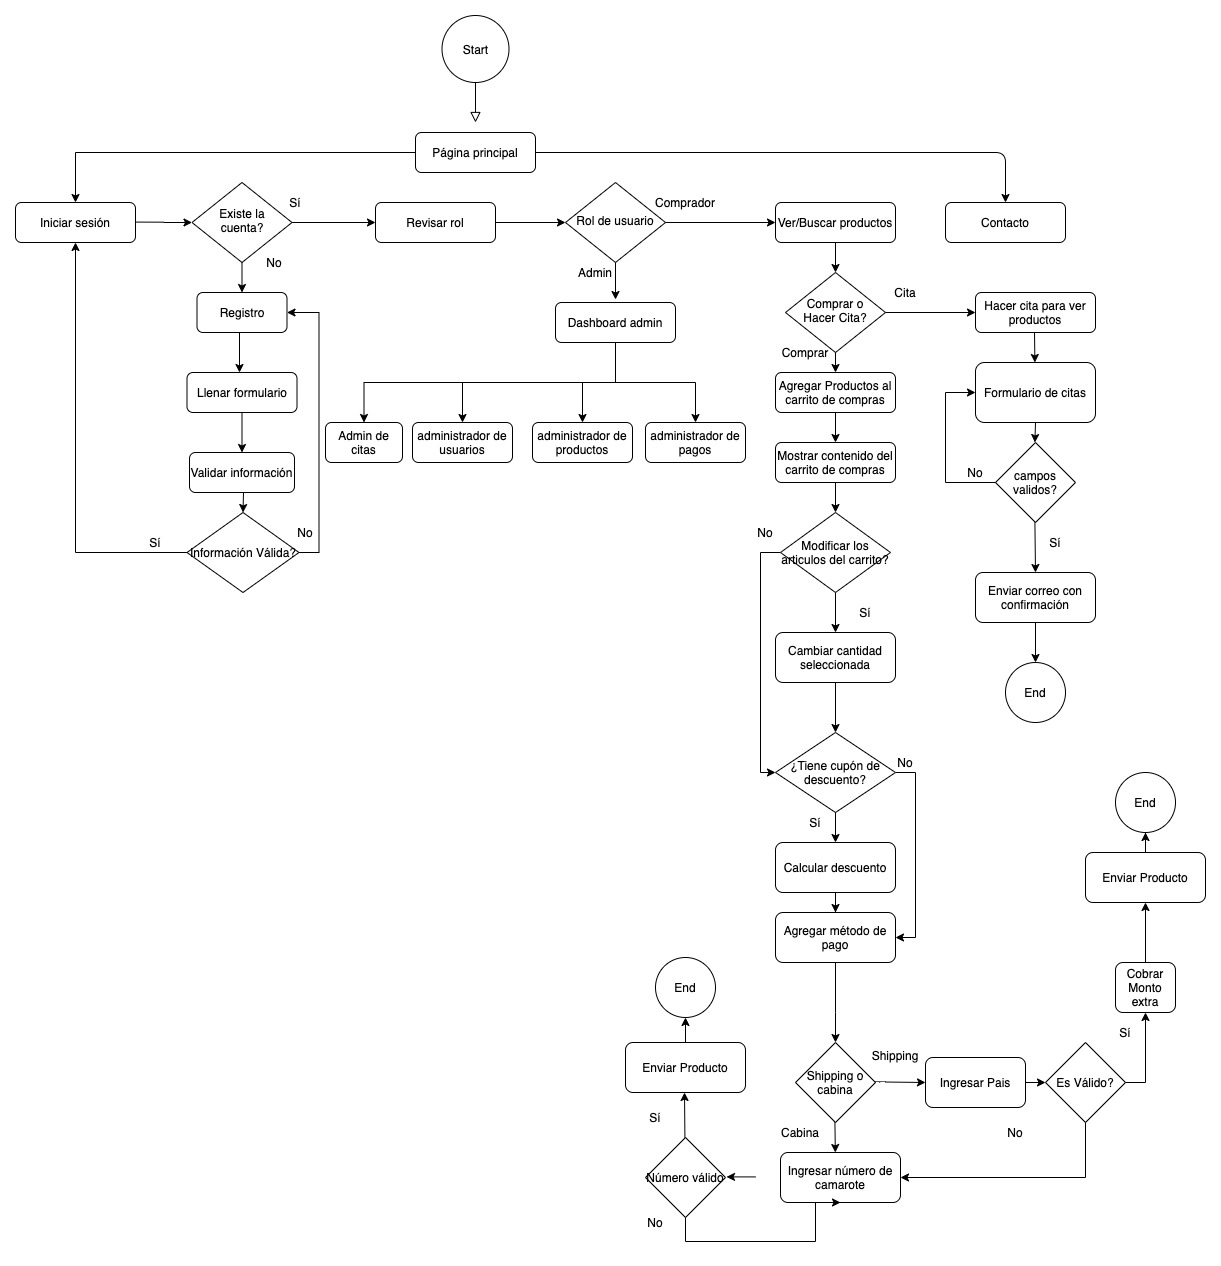 Start
Página principal
Iniciar sesión
Existe la
cuenta?
Sí
Revisar rol
Rol de usuario
Comprador
Ver/Buscar productos
Contacto
No
Admin
Registro
Dashboard admin
Comprar o
Hacer Cita?
Cita
Hacer cita para ver
productos
Comprar
Llenar formulario
Agregar Productos al
carrito de compras
Formulario de citas
Admin de
citas
administrador de
usuarios
administrador de
productos
administrador de
pagos
Validar información
Mostrar contenido del
carrito de compras
No
campos
validos?
Sí
Información Válida?
Sí
No
No
Modificar los
articulos del carrito?
Sí
Enviar correo con
confirmación
Cambiar cantidad
seleccionada
End
¿Tiene cupón de
descuento?
No
Sí
Calcular descuento
Agregar método de
pago
End
Enviar Producto
Cobrar
Monto
extra
Sí
End
Enviar Producto
Shipping o
cabina
Shipping
Ingresar Pais
Es Válido?
No
Cabina
Sí
Número válido
Ingresar número de
camarote
No